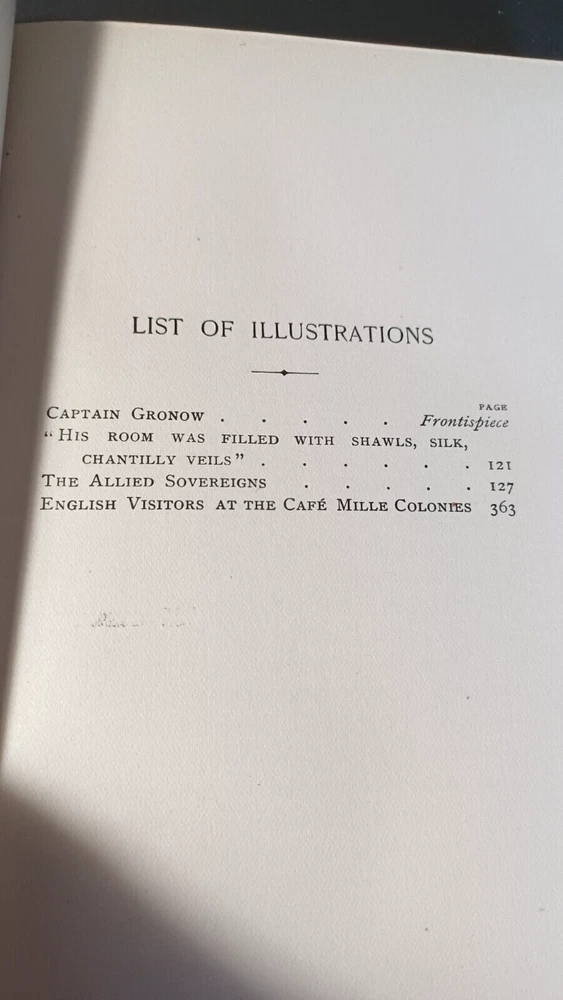 LIST OF ILLUSTRATIONS
PAGE
CAPTAIN GRONOW . . . . . Frontispiece
“HIS ROOM WAS FILLED WITH SHAWLS, SILK,
CHANTILLY VEILS” . . . . . . 121
THE ALLIED SOVEREIGNS . . . . . 127
ENGLISH VISITORS AT THE CAFÉ MILLE COLONIES 363